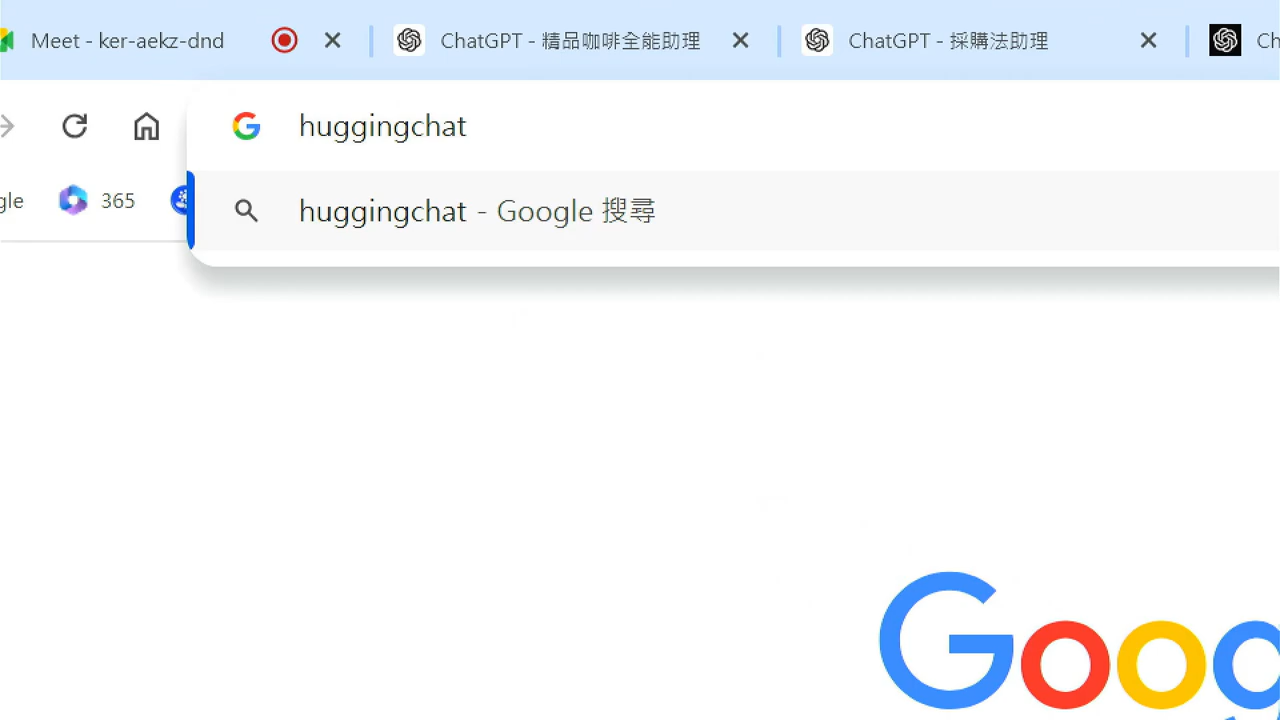 Meet - ker-aekz-dnd
ChatGPT - 精品咖啡全能助理
ChatGPT - 採購法助理
Ch
huggingchat
gle
365
huggingchat - Google 搜尋
Goog